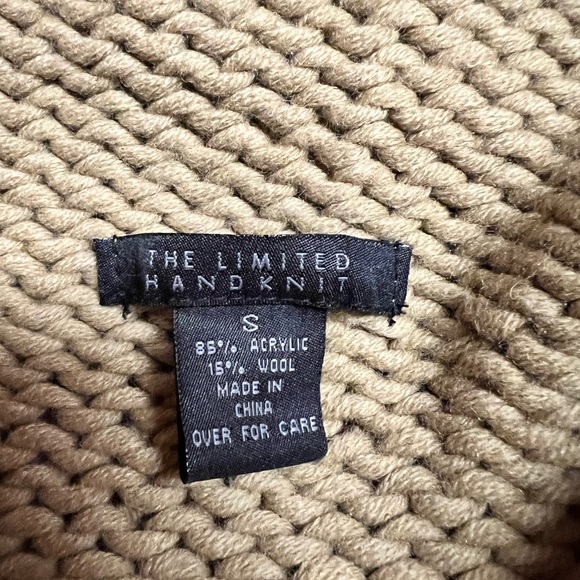 THE LIMITED
HANDKNIT
S
85% ACRYLIC
15% WOOL
MADE IN
CHINA
OVER FOR CARE